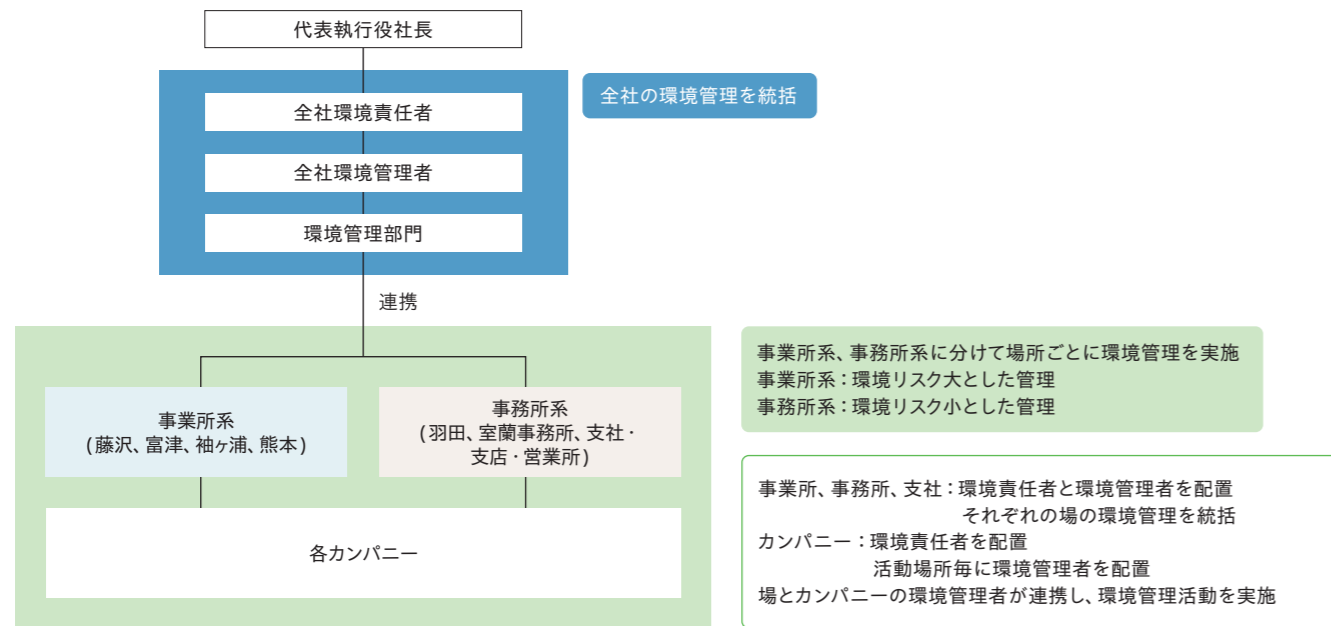 代表執行役社長
全社の環境管理を統括
全社環境責任者
全社環境管理者
環境管理部門
連携
事業所系
(藤沢、富津、袖ヶ浦、熊本)
事務所系
(羽田、室蘭事務所、支社・
支店・営業所)
各カンパニー
事業所系、事務所系に分けて場所ごとに環境管理を実施
事業所系：環境リスク大とした管理
事務所系：環境リスク小とした管理
事業所、事務所、支社：環境責任者と環境管理者を配置
それぞれの場の環境管理を統括
カンパニー：環境責任者を配置
活動場所毎に環境管理者を配置
場とカンパニーの環境管理者が連携し、環境管理活動を実施